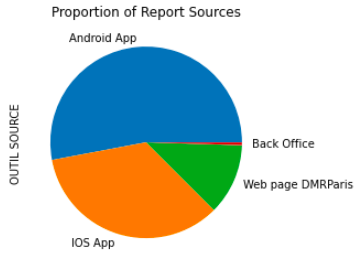 Proportion of Report Sources
Android App
OUTIL SOURCE
Back Office
Web page DMRParis
IOS App